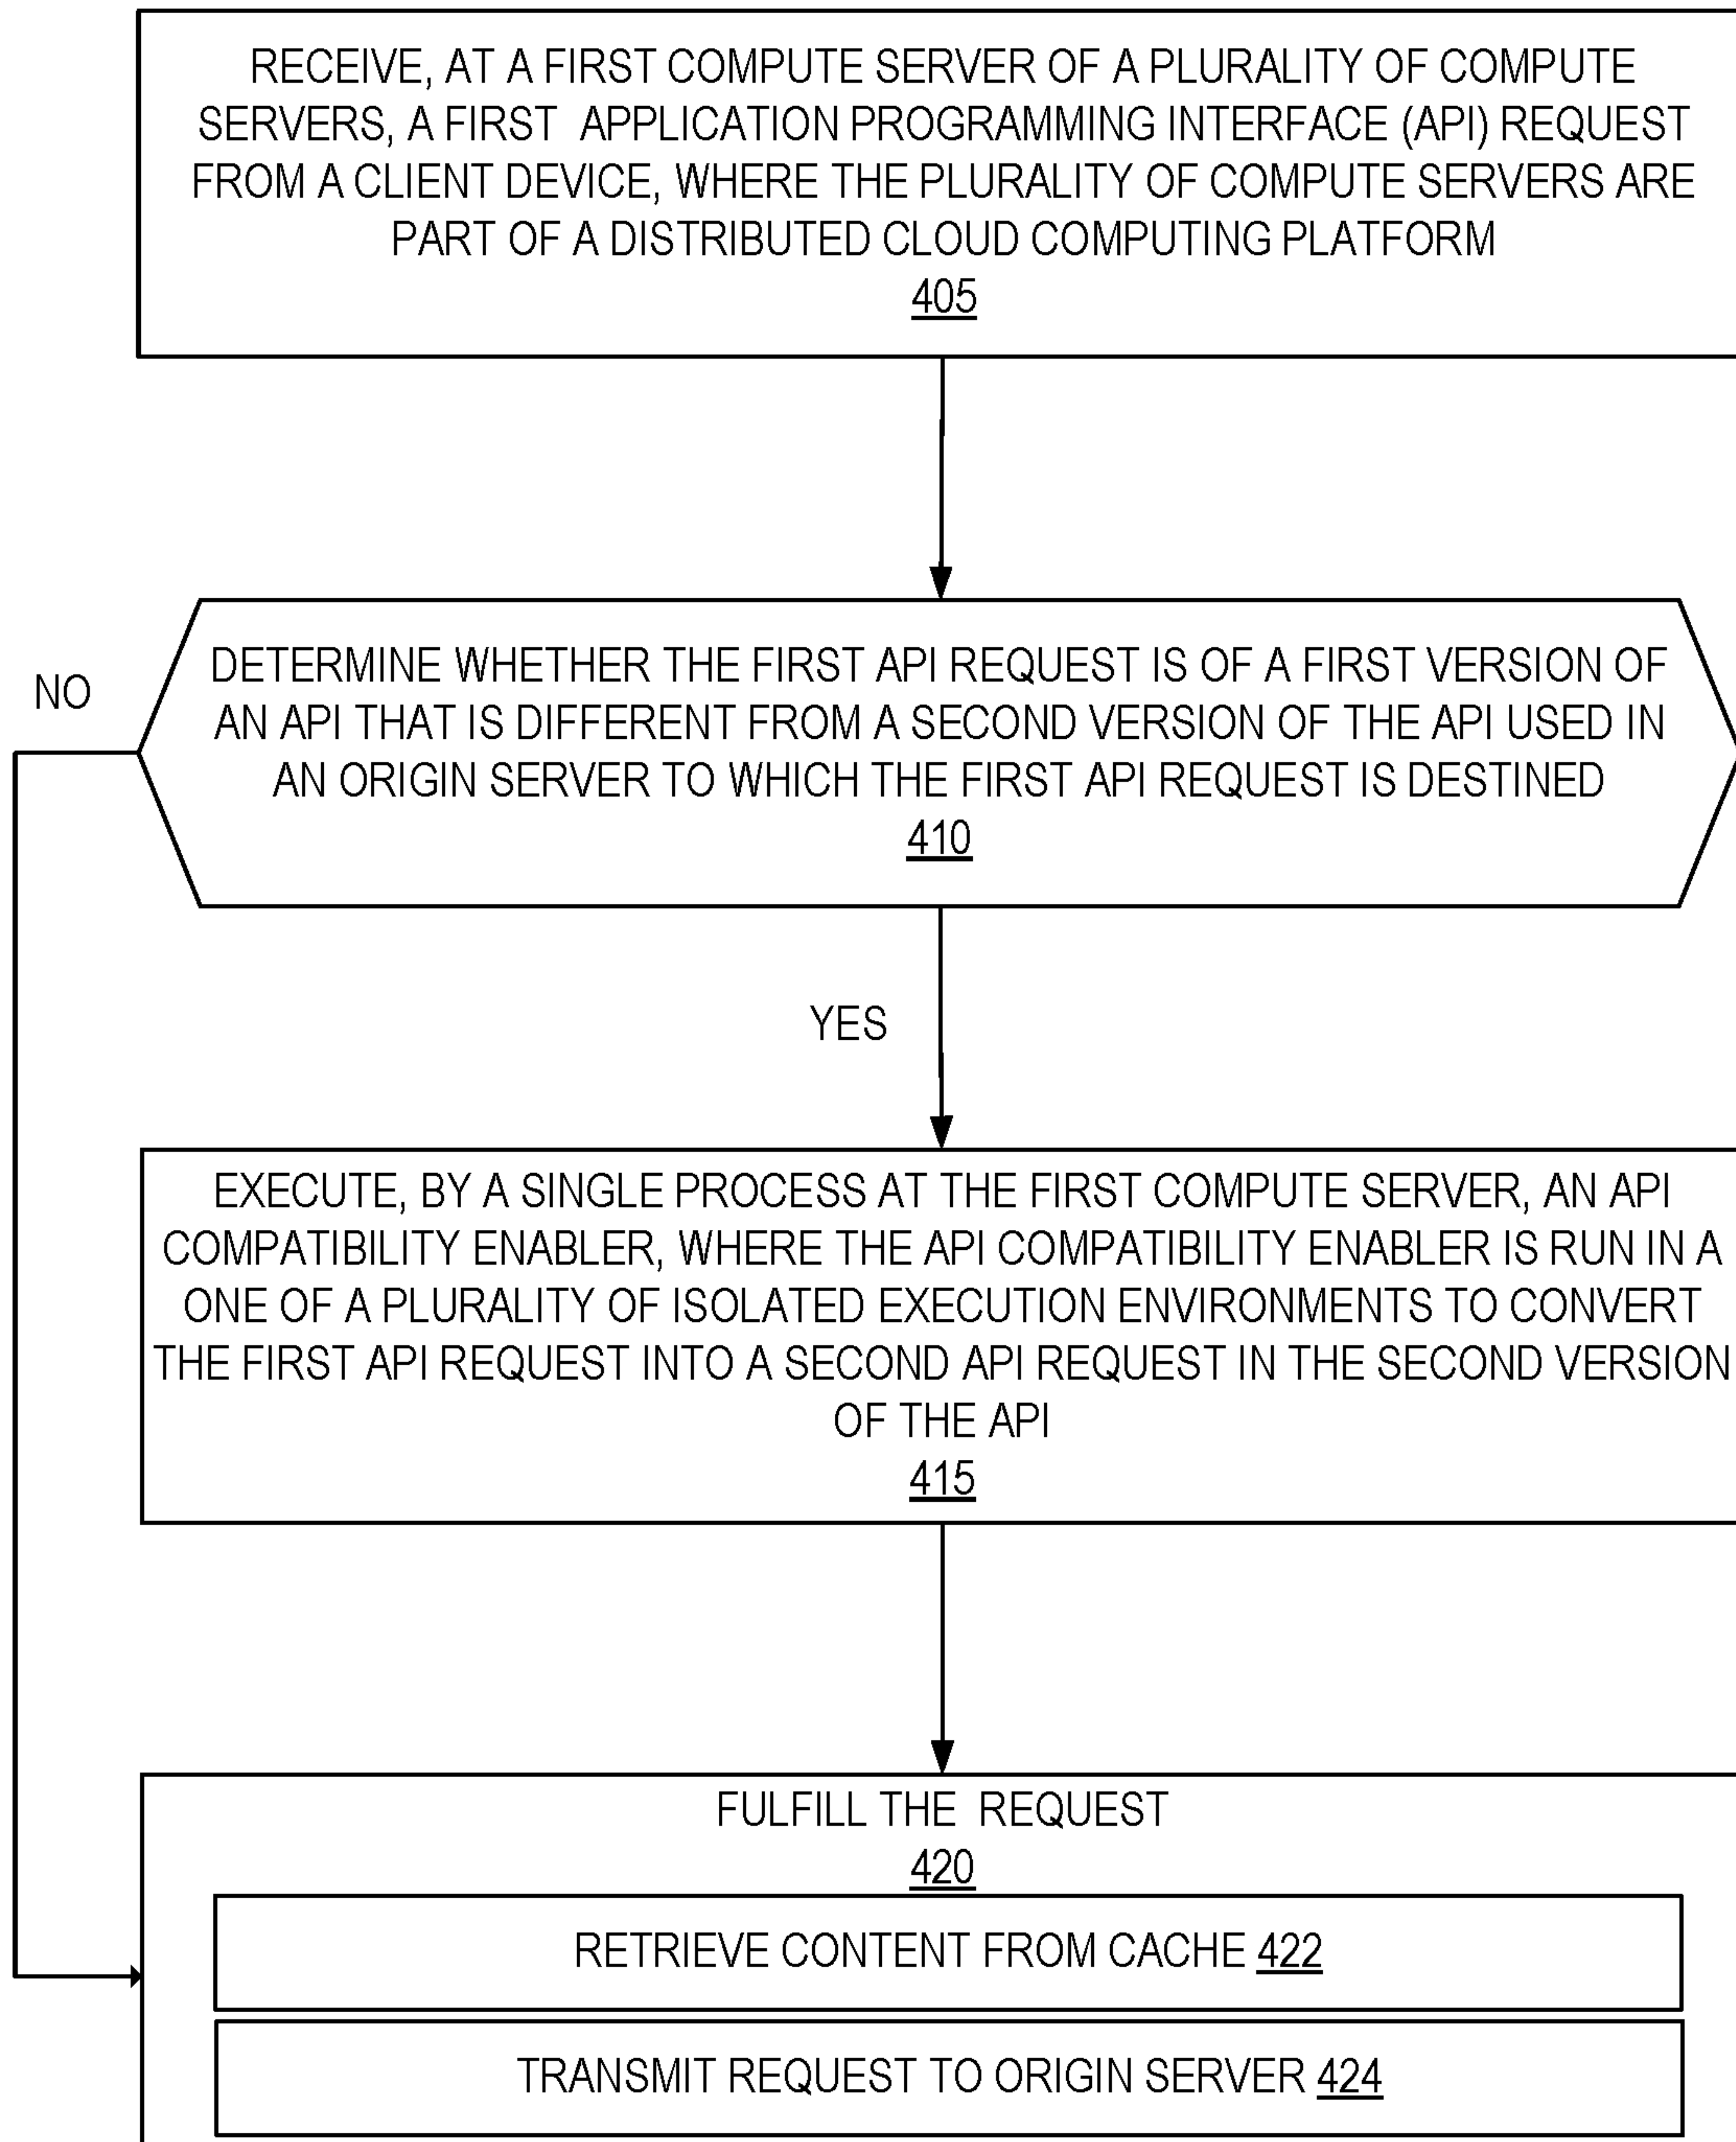 RECEIVE, AT A FIRST COMPUTE SERVER OF A PLURALITY OF COMPUTE
SERVERS, A FIRST APPLICATION PROGRAMMING INTERFACE (API) REQUEST
FROM A CLIENT DEVICE, WHERE THE PLURALITY OF COMPUTE SERVERS ARE
PART OF A DISTRIBUTED CLOUD COMPUTING PLATFORM
405
NO
DETERMINE WHETHER THE FIRST API REQUEST IS OF A FIRST VERSION OF
AN API THAT IS DIFFERENT FROM A SECOND VERSION OF THE API USED IN
AN ORIGIN SERVER TO WHICH THE FIRST API REQUEST IS DESTINED
410
YES
EXECUTE, BY A SINGLE PROCESS AT THE FIRST COMPUTE SERVER, AN API
COMPATIBILITY ENABLER, WHERE THE API COMPATIBILITY ENABLER IS RUN IN A
ONE OF A PLURALITY OF ISOLATED EXECUTION ENVIRONMENTS TO CONVERT
THE FIRST API REQUEST INTO A SECOND API REQUEST IN THE SECOND VERSION
OF THE API
415
FULFILL THE REQUEST
420
RETRIEVE CONTENT FROM CACHE 422
TRANSMIT REQUEST TO ORIGIN SERVER 424